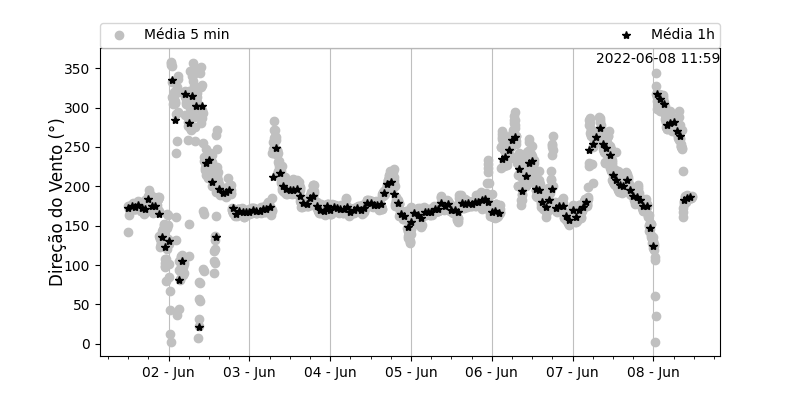 Média 5 min
Média 1h
2022-06-08 11:59
Direção do Vento (°)
350
300
250
200
150
100
50
0
02 - Jun
03 - Jun
04 - Jun
05 - Jun
06 - Jun
07 - Jun
08 - Jun